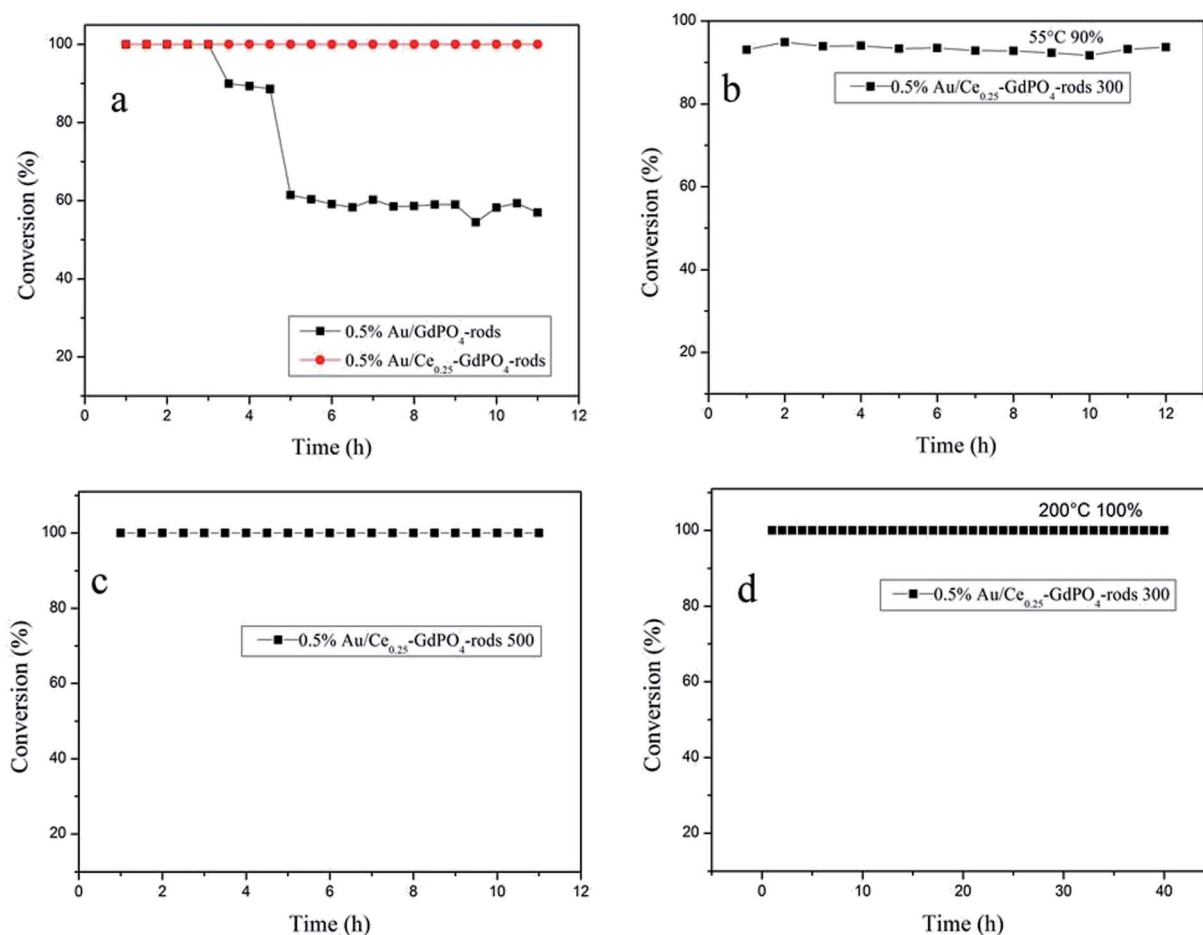 a
100
80
60
40
20
Conversion (%)
0.5% Au/GdPO₄-rods
0.5% Au/Ce₀.₂₅-GdPO₄-rods
0 2 4 6 8 10 12
Time (h)
b
100
80
60
40
20
Conversion (%)
55°C 90%
0.5% Au/Ce₀.₂₅-GdPO₄-rods 300
0 2 4 6 8 10 12
Time (h)
c
100
80
60
40
20
Conversion (%)
0.5% Au/Ce₀.₂₅-GdPO₄-rods 500
0 2 4 6 8 10 12
Time (h)
d
100
80
60
40
20
Conversion (%)
200°C 100%
0.5% Au/Ce₀.₂₅-GdPO₄-rods 300
0 10 20 30 40
Time (h)